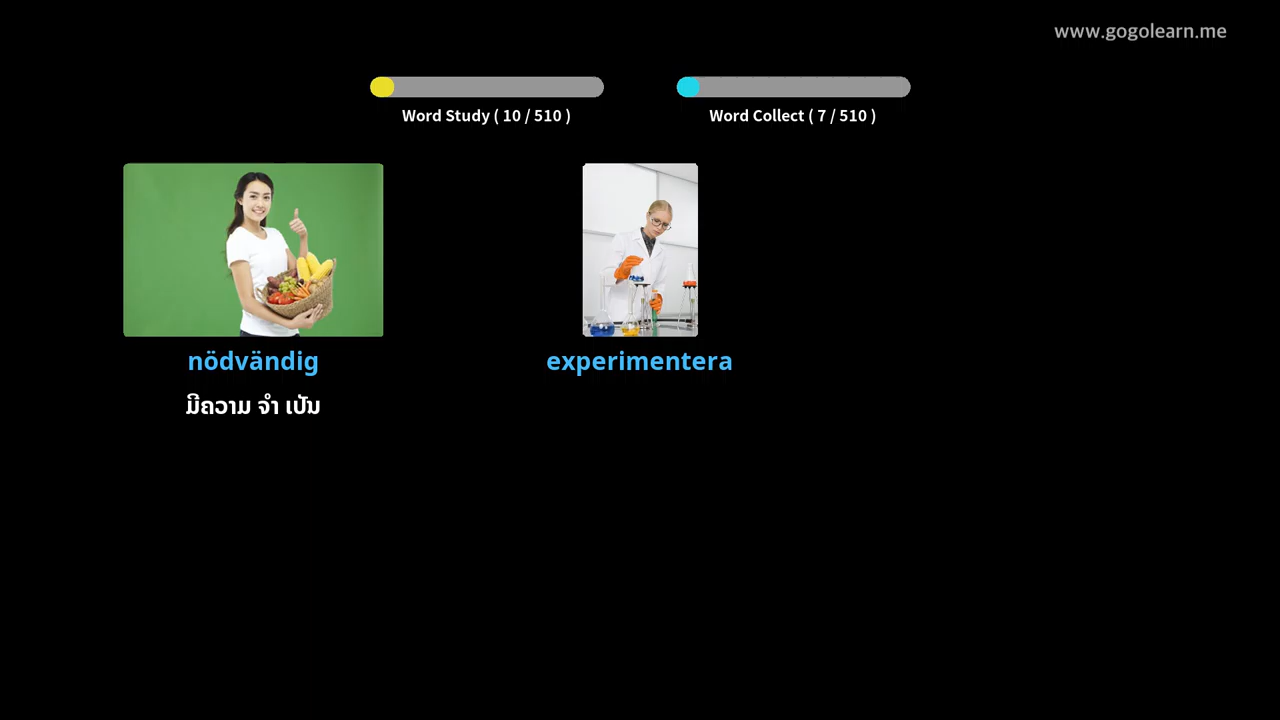 www.gogolearn.me
Word Study ( 10 / 510 )
Word Collect ( 7 / 510 )
nödvändig
experimentera
ມີຄວາມ ຈຳ ເປັນ